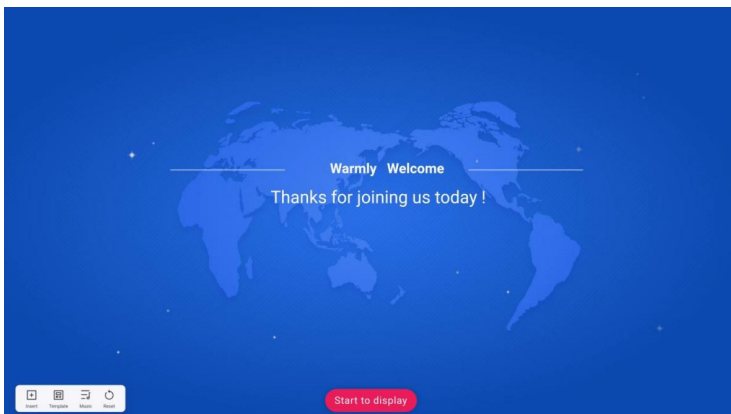 Warmly Welcome
Thanks for joining us today !
Start to display
Insert Template Music Reset